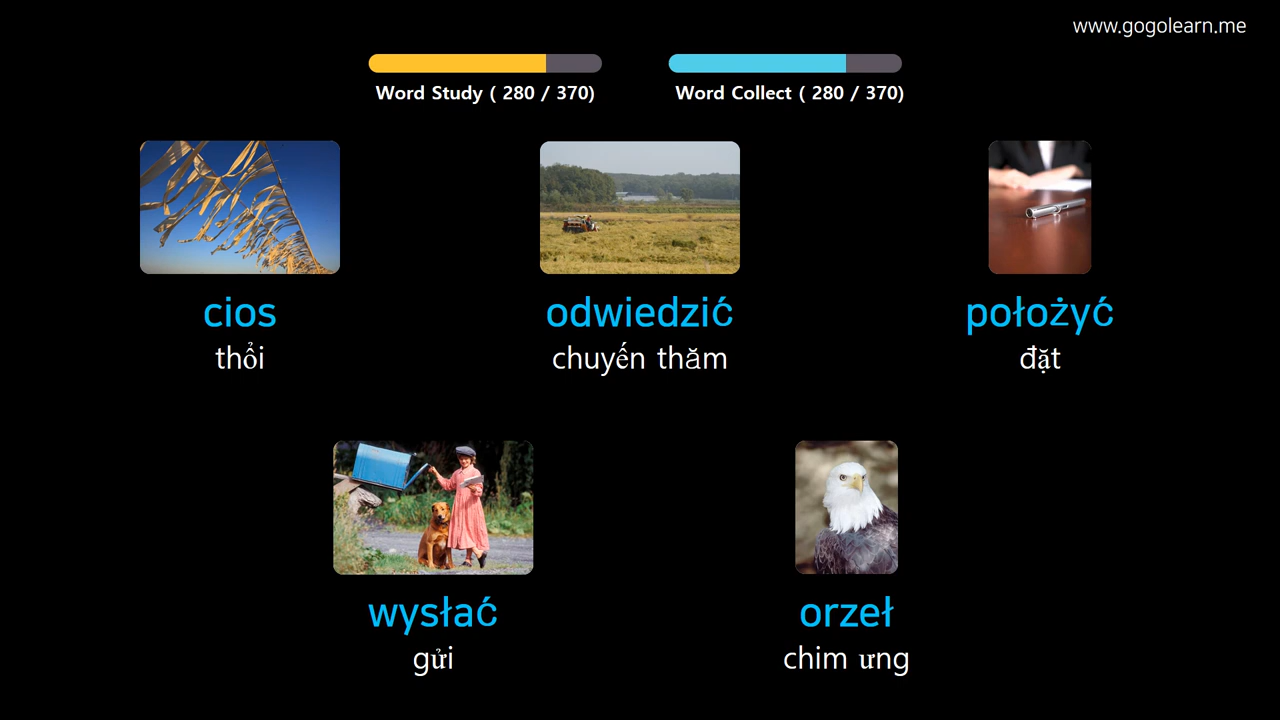 www.gogolearn.me
Word Study ( 280 / 370)
Word Collect ( 280 / 370)
cios
thổi
odwiedzić
chuyến thăm
położyć
đặt
wysłać
gửi
orzeł
chim ưng